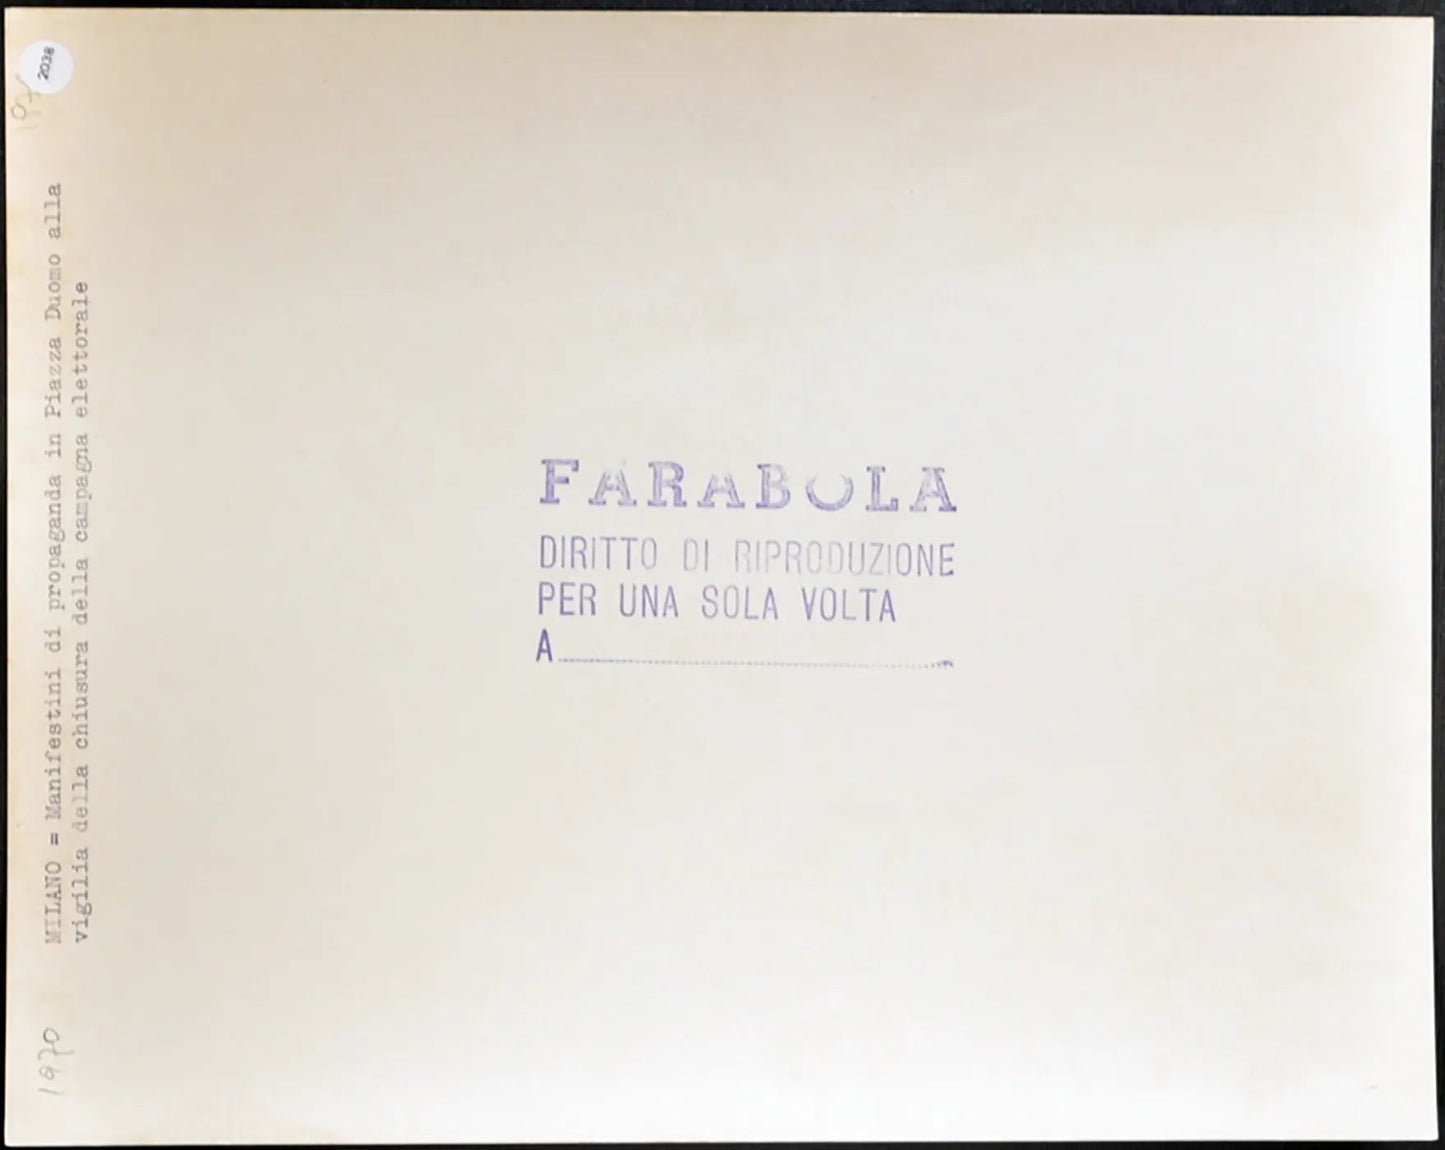 2038
197
MILANO = Manifestini di propaganda in Piazza Duomo alla
vigilia della chiusura della campagna elettorale
1970
FARABOLA
DIRITTO DI RIPRODUZIONE
PER UNA SOLA VOLTA
A